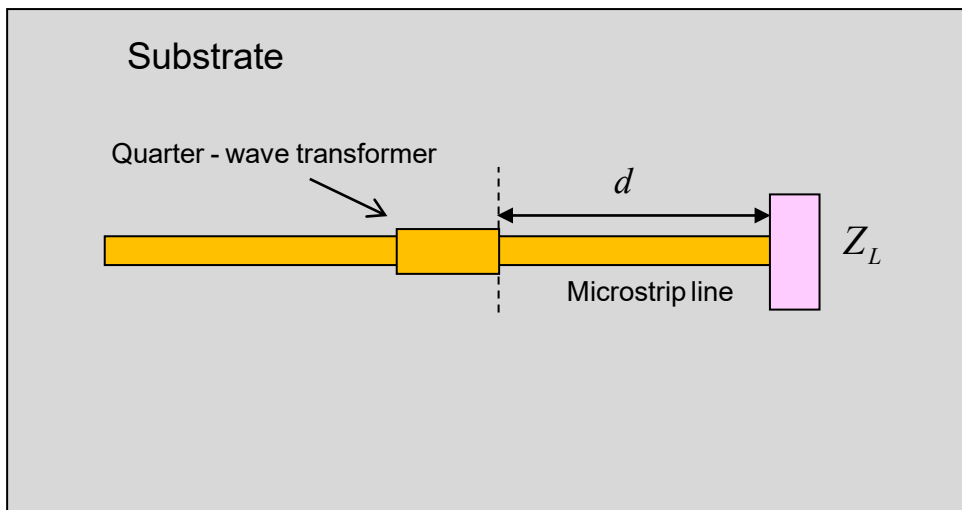 Substrate
Quarter - wave transformer
d
Z_L
Microstrip line